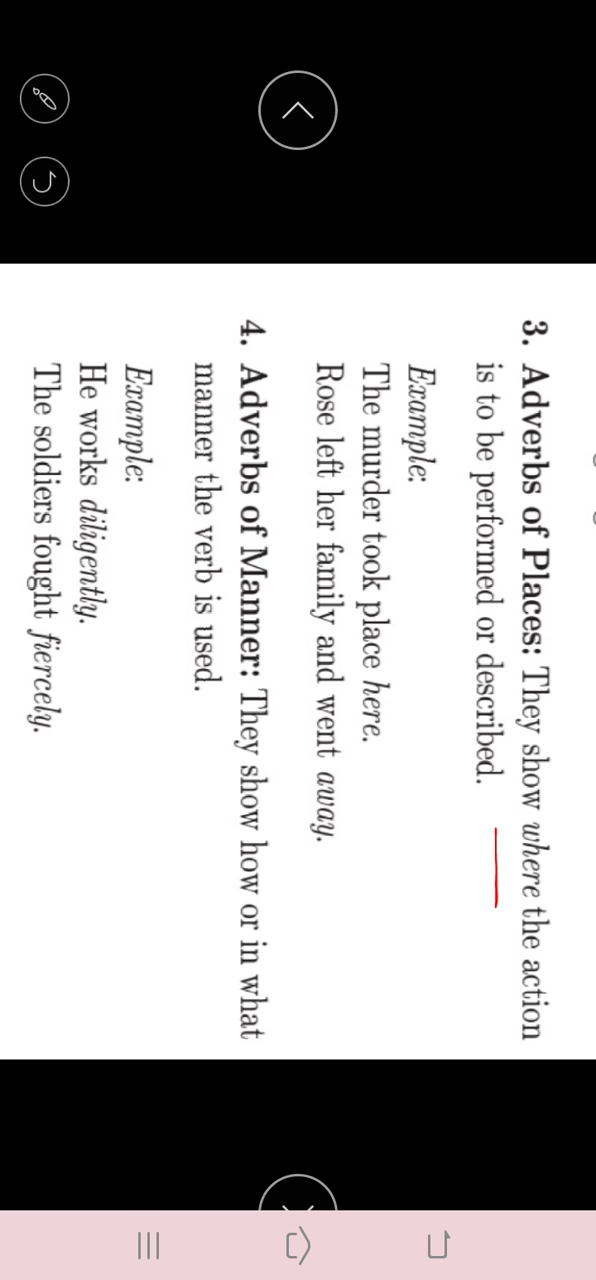 3. Adverbs of Places: They show where the action
is to be performed or described.
Example:
The murder took place here.
Rose left her family and went away.
4. Adverbs of Manner: They show how or in what
manner the verb is used.
Example:
He works diligently.
The soldiers fought fiercely.